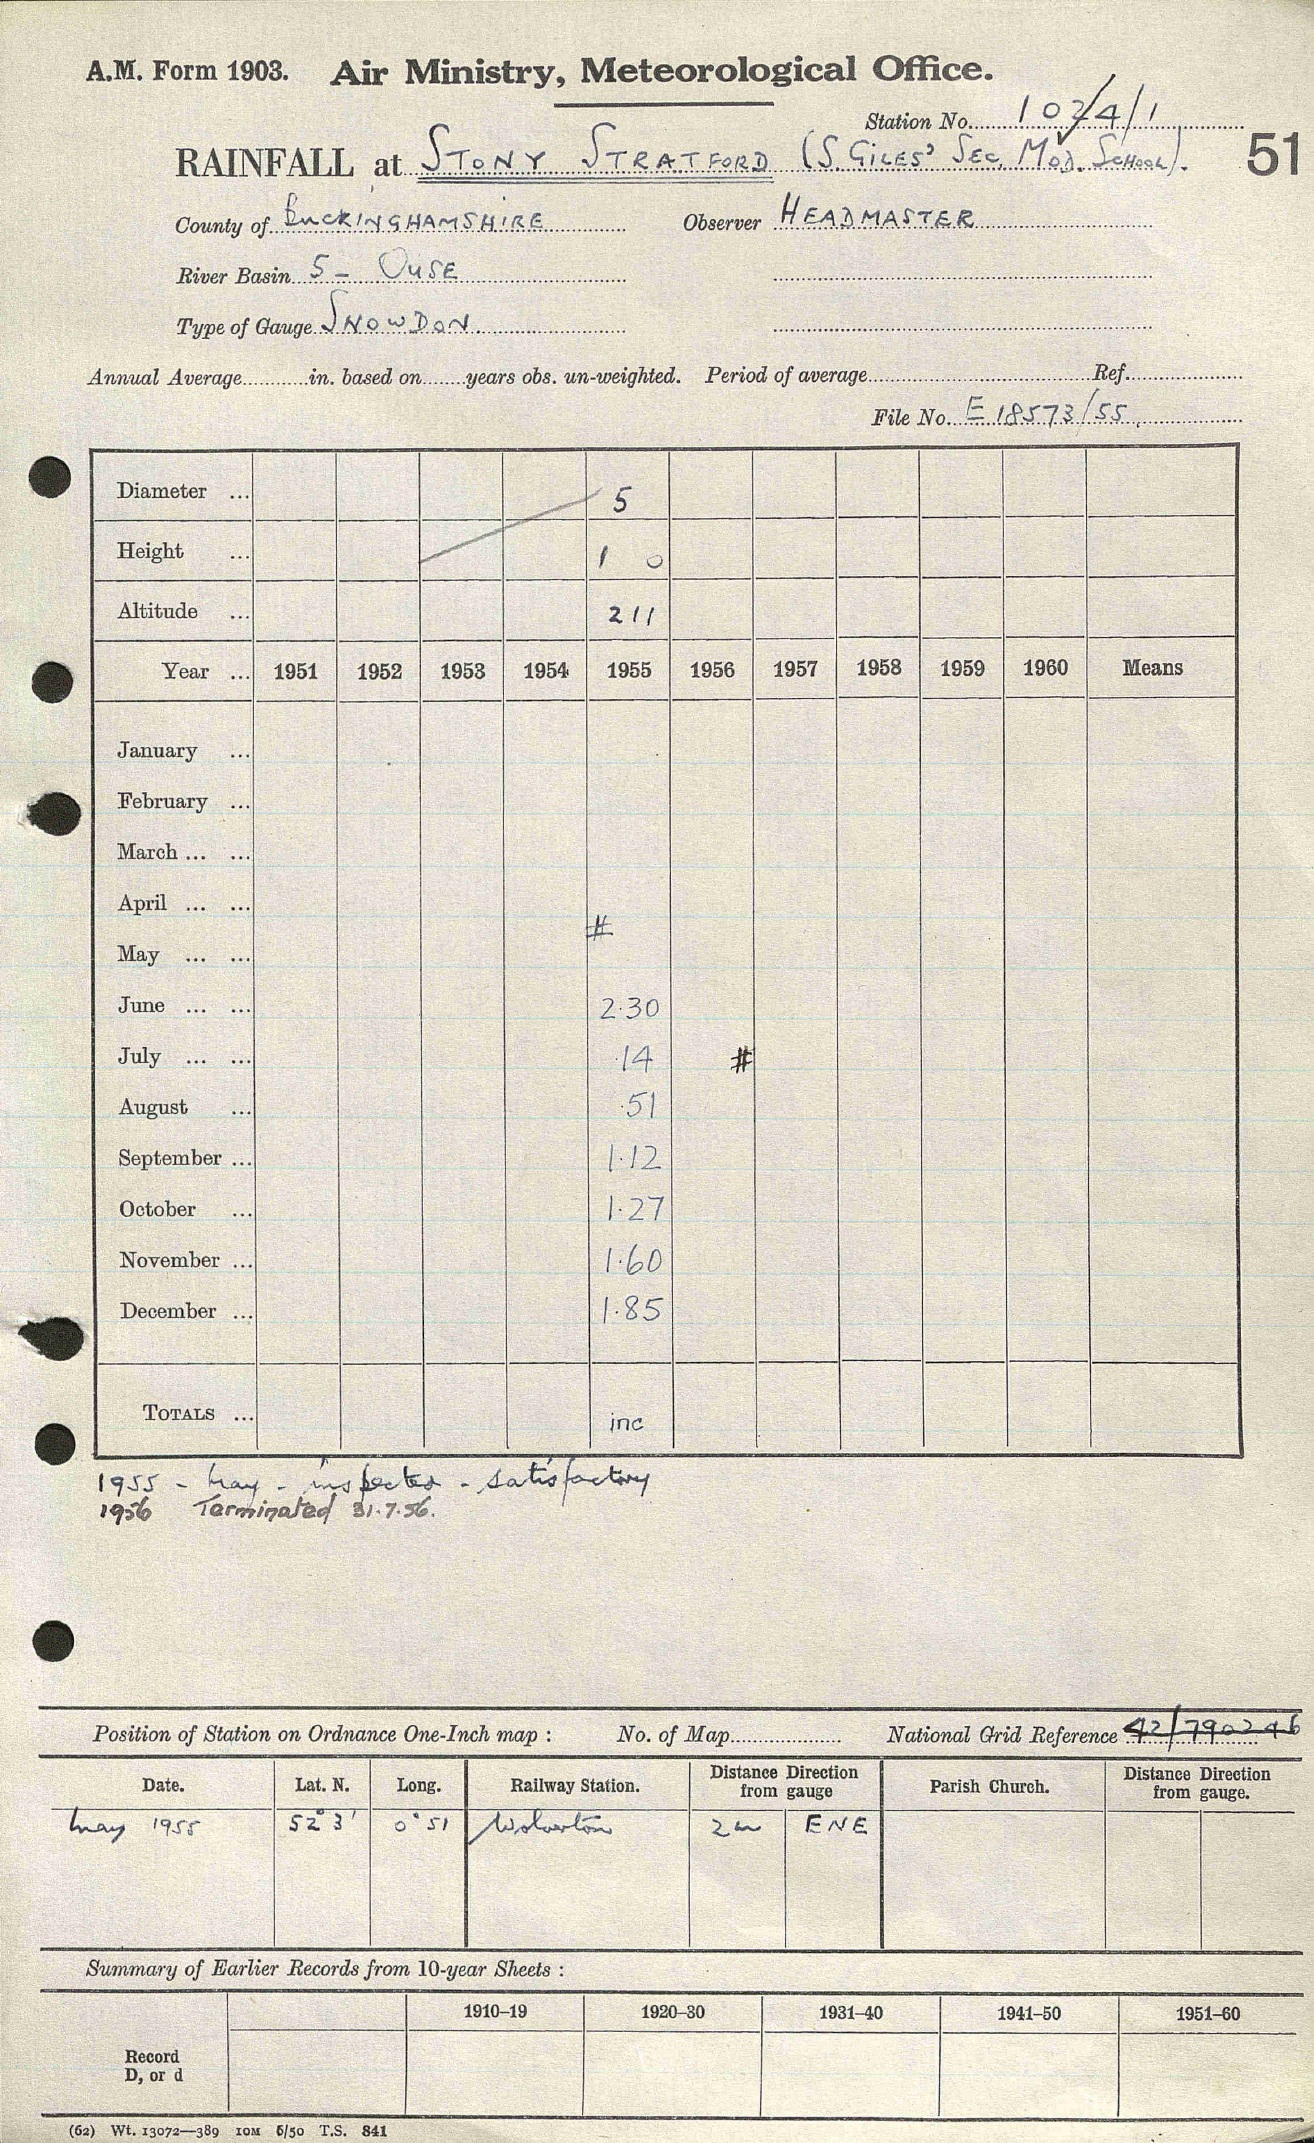 A.M. Form 1903. Air Ministry, Meteorological Office.
Station No. 1024/1
RAINFALL at STONY STRATFORD (S. GILES' SEC. MOD. SCHOOL). 51
County of BUCKINGHAMSHIRE Observer HEADMASTER
River Basin 5 - OUSE
Type of Gauge SNOWDON
Annual Average in. based on years obs. un-weighted. Period of average Ref.
File No. E 18573/55
Diameter ... 5
Height ... 1 0
Altitude ... 211
Year ... 1951 1952 1953 1954 1955 1956 1957 1958 1959 1960 Means
January ...
February ...
March ... ...
April ... ...
#
May ... ...
June ... ... 2.30
July ... ... .14 #
August ... .51
September ... 1.12
October ... 1.27
November ... 1.60
December ... 1.85
TOTALS ... inc
1955 - May - inspected - satisfactory
1956 Terminated 31.7.56.
Position of Station on Ordnance One-Inch map : No. of Map National Grid Reference 42/790246
Date. Lat. N. Long. Railway Station. Distance Direction from gauge Parish Church. Distance Direction from gauge.
May 1955 52° 3' 0° 51 Wolverton 2m ENE
Summary of Earlier Records from 10-year Sheets :
1910-19 1920-30 1931-40 1941-50 1951-60
Record
D, or d
(62) Wt. 13072—389 10M 6/50 T.S. 841